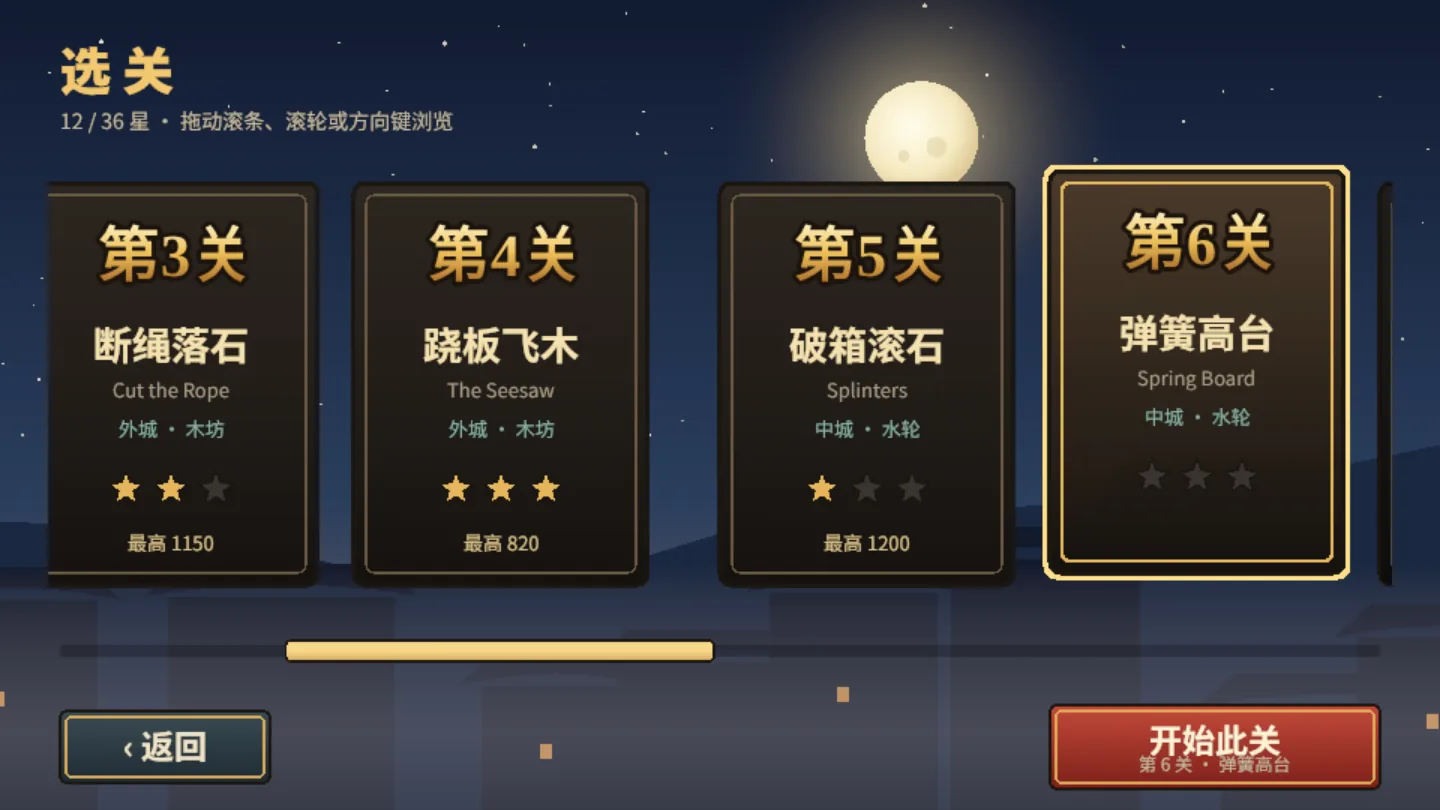 选关
12 / 36 星 · 拖动滚条、滚轮或方向键浏览
第3关
断绳落石
Cut the Rope
外城 · 木坊
最高 1150
第4关
跷板飞木
The Seesaw
外城 · 木坊
最高 820
第5关
破箱滚石
Splinters
中城 · 水轮
最高 1200
第6关
弹簧高台
Spring Board
中城 · 水轮
‹ 返回
开始此关
第 6 关 · 弹簧高台